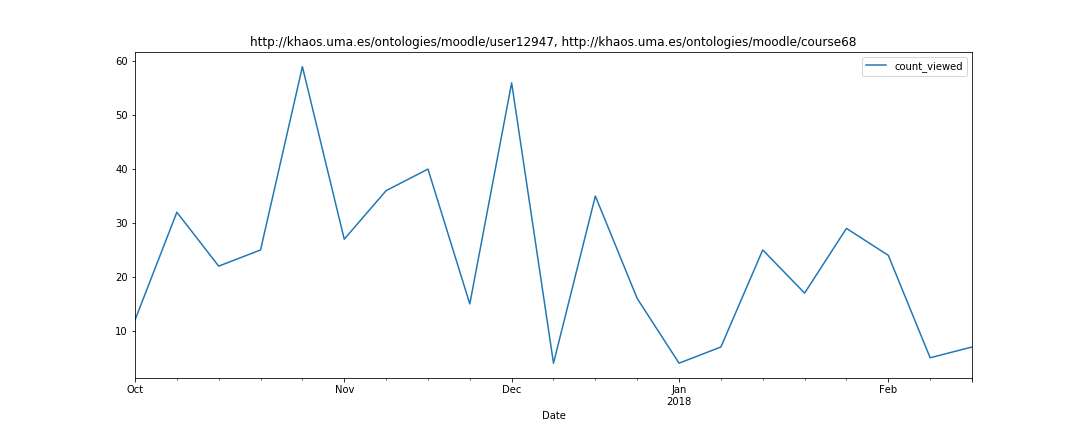 http://khaos.uma.es/ontologies/moodle/user12947, http://khaos.uma.es/ontologies/moodle/course68
count_viewed
60
50
40
30
20
10
Oct Nov Dec Jan Feb
2018
Date